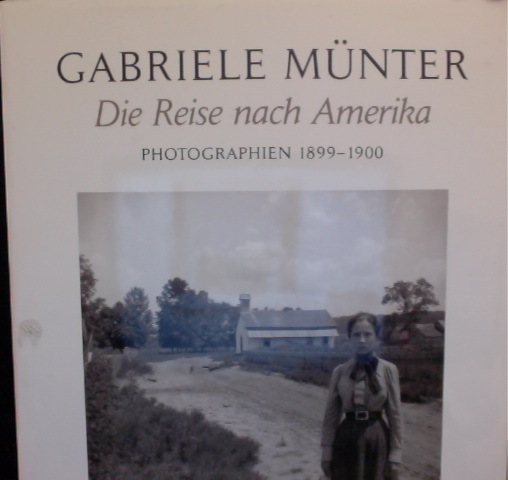 GABRIELE MÜNTER
Die Reise nach Amerika
PHOTOGRAPHIEN 1899–1900